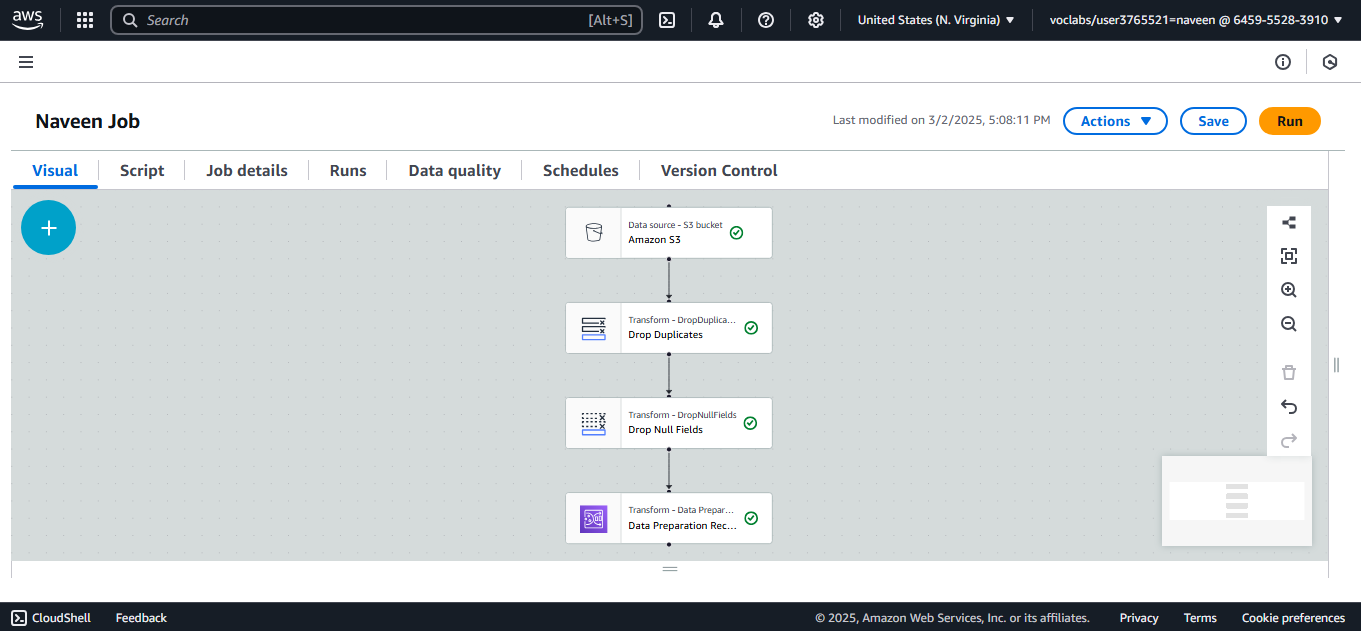 aws
Search [Alt+S]
United States (N. Virginia)
voclabs/user3765521=naveen @ 6459-5528-3910
Naveen Job
Last modified on 3/2/2025, 5:08:11 PM
Actions
Save
Run
Visual
Script
Job details
Runs
Data quality
Schedules
Version Control
Data source - S3 bucket
Amazon S3
Transform - DropDuplica...
Drop Duplicates
Transform - DropNullFields
Drop Null Fields
Transform - Data Prepar...
Data Preparation Rec...
CloudShell
Feedback
© 2025, Amazon Web Services, Inc. or its affiliates.
Privacy
Terms
Cookie preferences